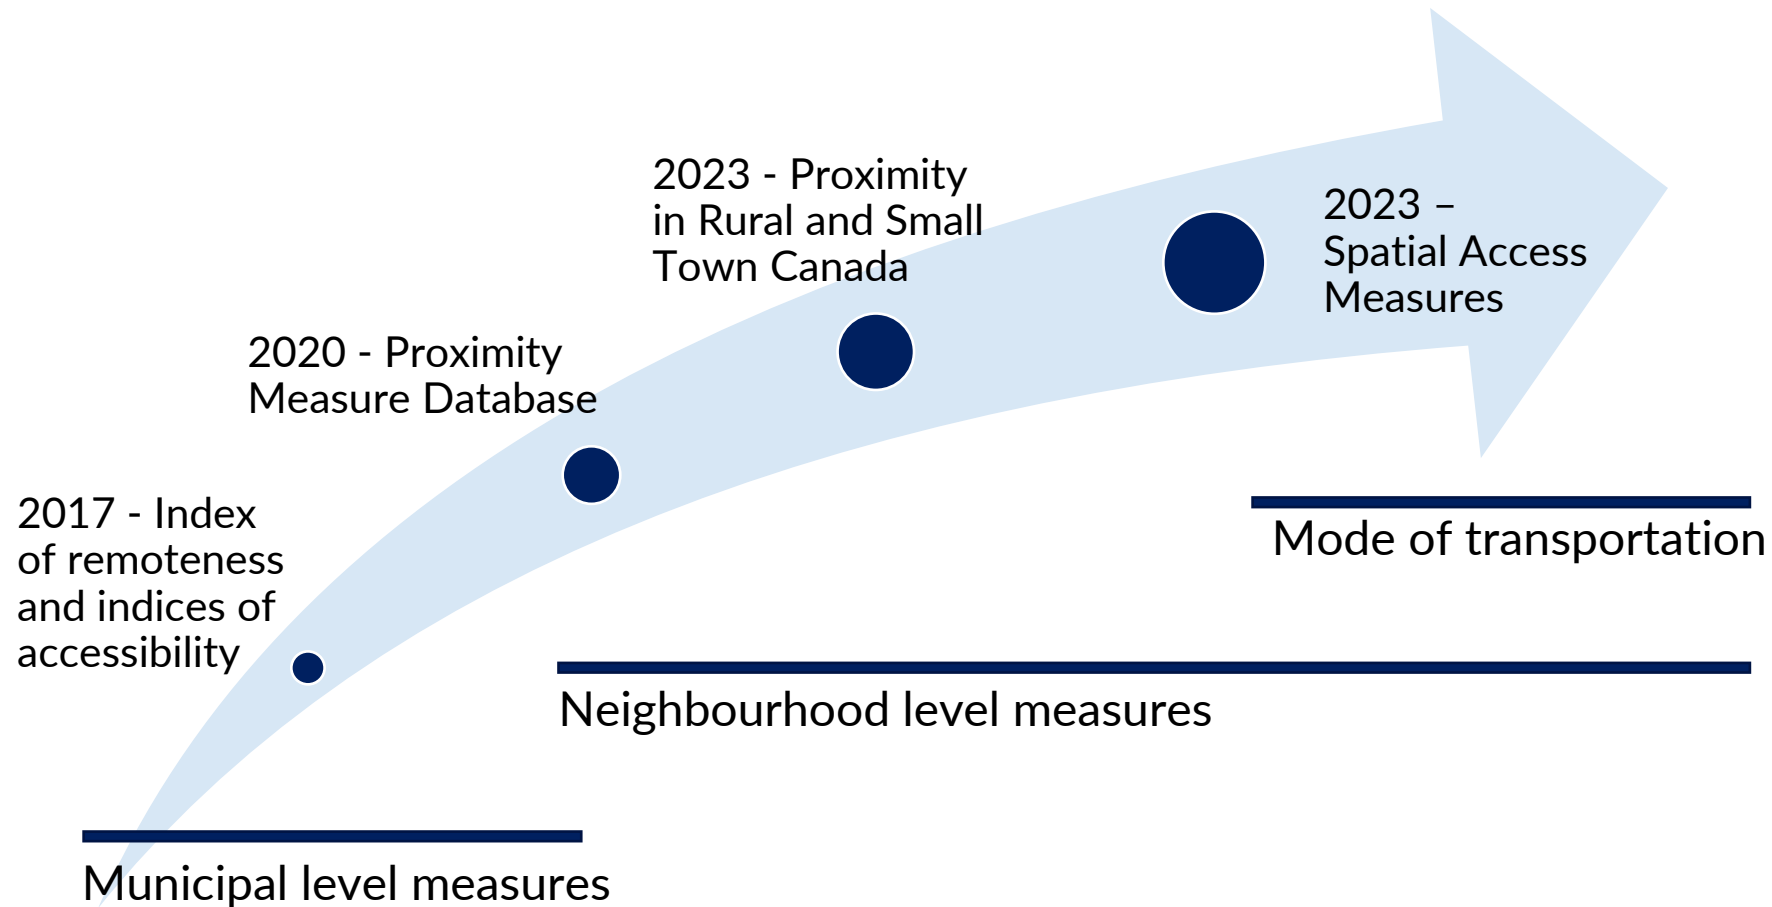 2023 - Proximity
in Rural and Small
Town Canada
2023 –
Spatial Access
Measures
2020 - Proximity
Measure Database
2017 - Index
of remoteness
and indices of
accessibility
Mode of transportation
Neighbourhood level measures
Municipal level measures